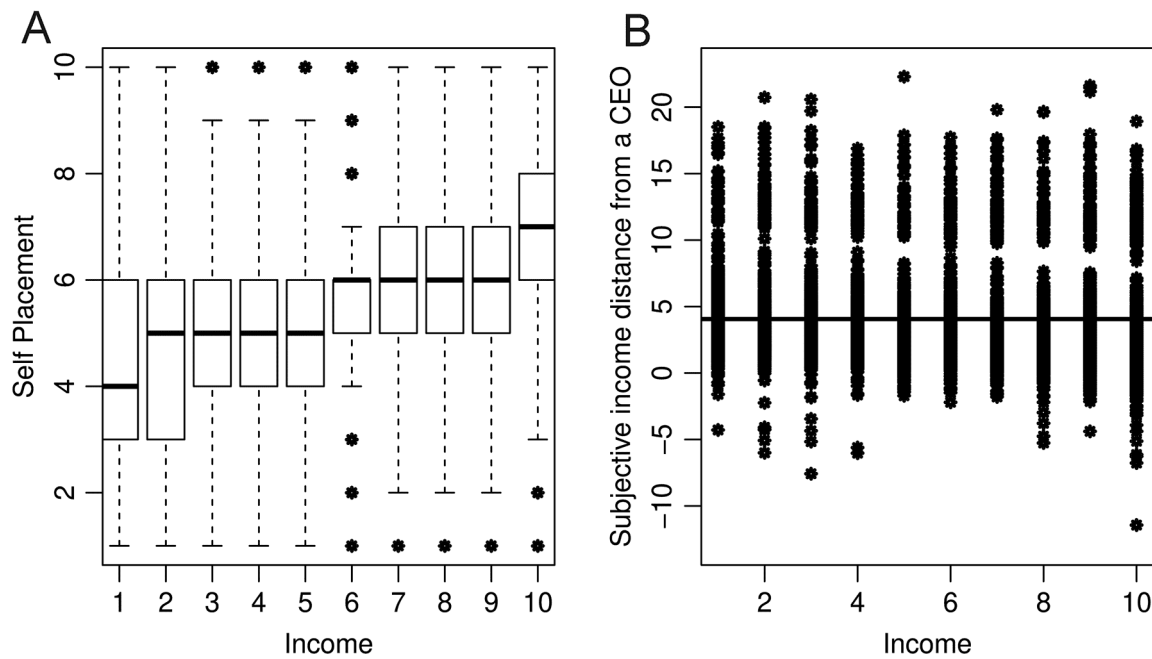 A
Self Placement
10
8
6
4
2
1 2 3 4 5 6 7 8 9 10
Income
B
Subjective income distance from a CEO
20
15
10
5
0
−5
−10
2 4 6 8 10
Income